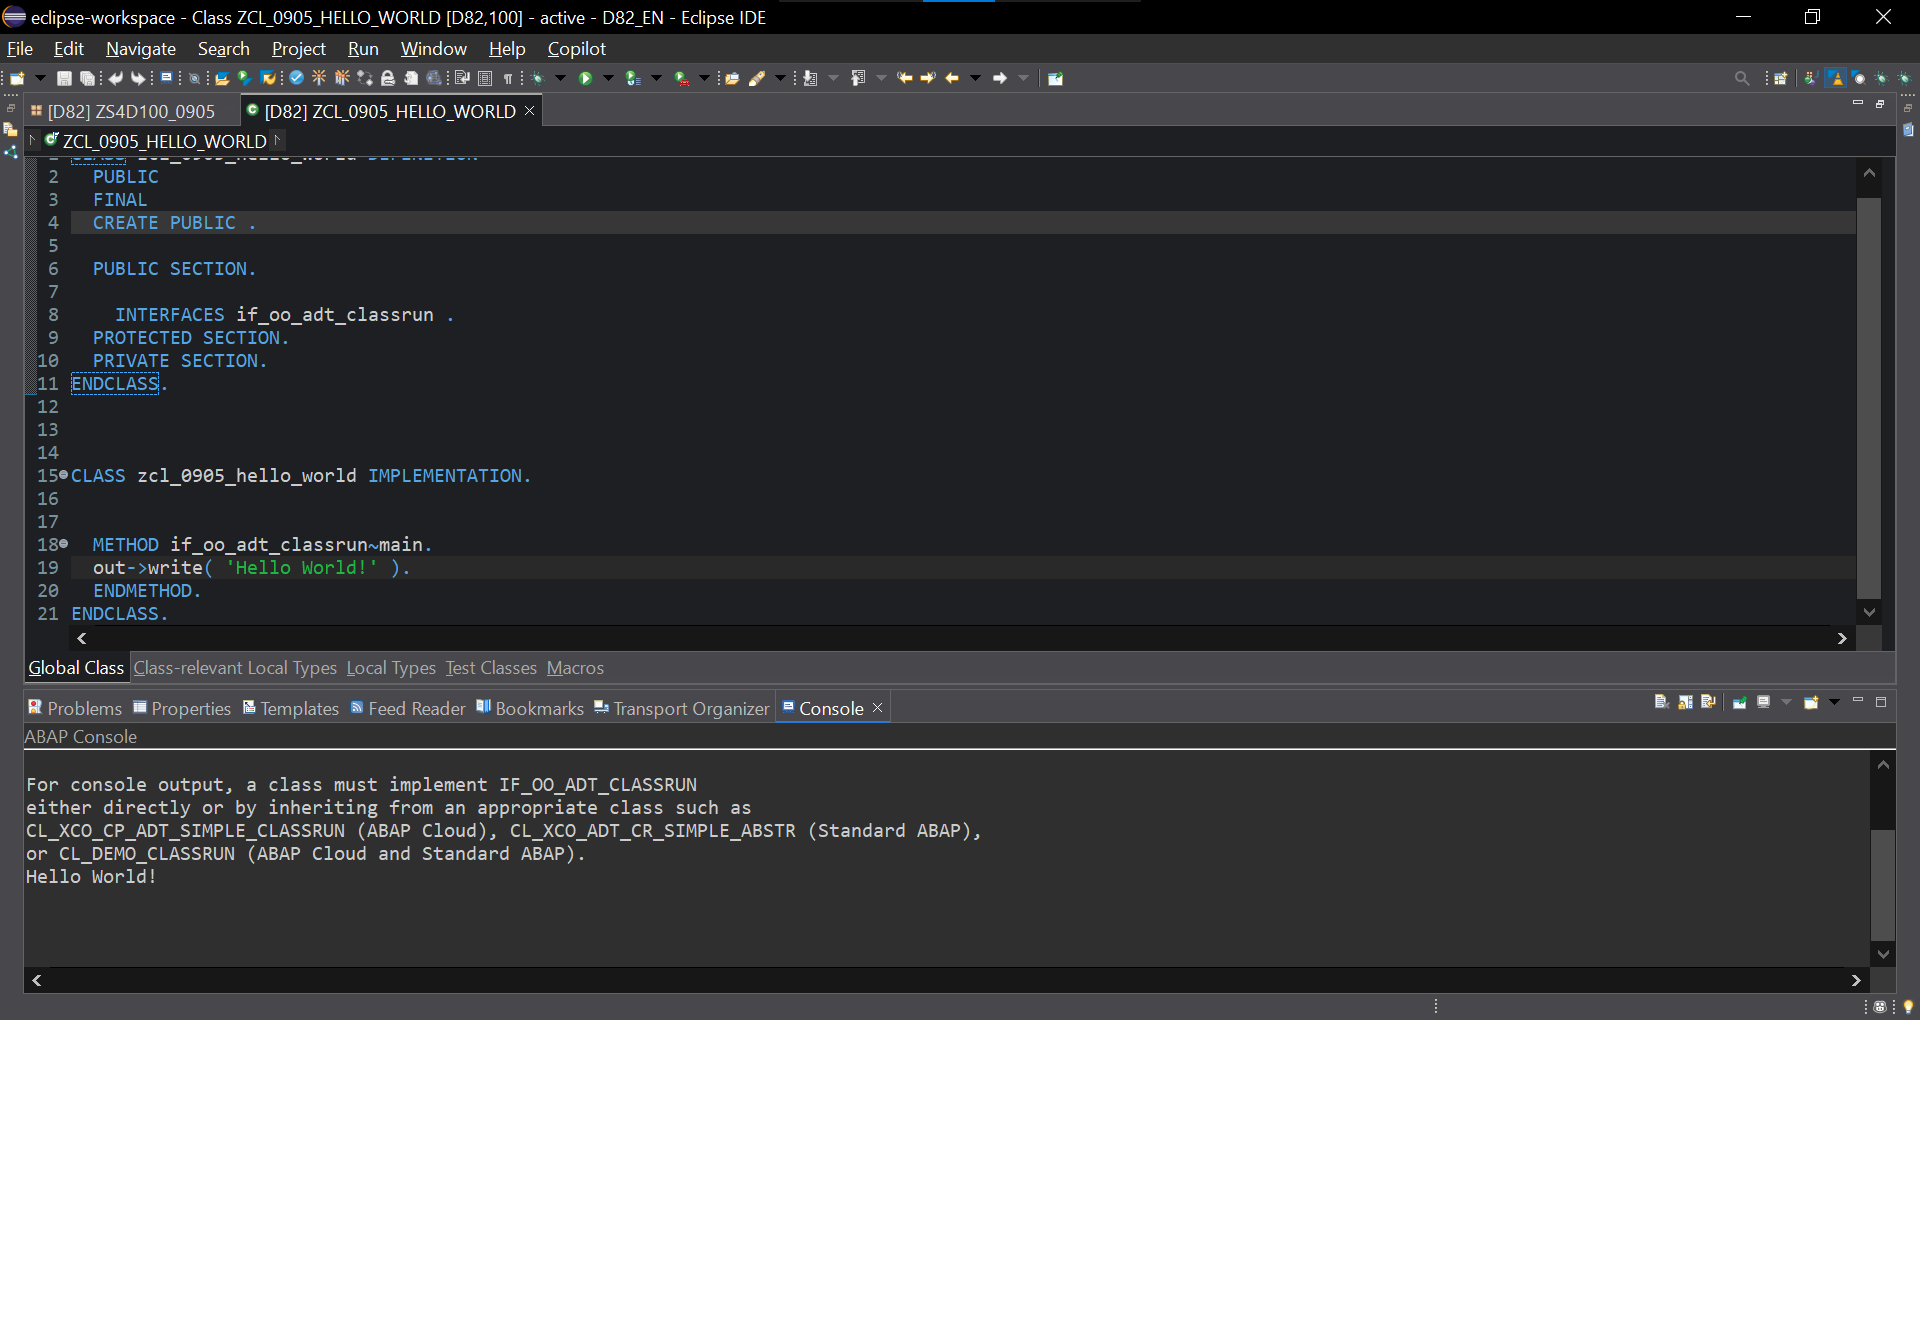 eclipse-workspace - Class ZCL_0905_HELLO_WORLD [D82,100] - active - D82_EN - Eclipse IDE
File Edit Navigate Search Project Run Window Help Copilot
[D82] ZS4D100_0905 [D82] ZCL_0905_HELLO_WORLD
ZCL_0905_HELLO_WORLD
2 PUBLIC
3 FINAL
4 CREATE PUBLIC .
5
6 PUBLIC SECTION.
7
8 INTERFACES if_oo_adt_classrun .
9 PROTECTED SECTION.
10 PRIVATE SECTION.
11 ENDCLASS.
12
13
14
15 CLASS zcl_0905_hello_world IMPLEMENTATION.
16
17
18 METHOD if_oo_adt_classrun~main.
19 out->write( 'Hello World!' ).
20 ENDMETHOD.
21 ENDCLASS.
Global Class Class-relevant Local Types Local Types Test Classes Macros
Problems Properties Templates Feed Reader Bookmarks Transport Organizer Console
ABAP Console
For console output, a class must implement IF_OO_ADT_CLASSRUN
either directly or by inheriting from an appropriate class such as
CL_XCO_CP_ADT_SIMPLE_CLASSRUN (ABAP Cloud), CL_XCO_ADT_CR_SIMPLE_ABSTR (Standard ABAP),
or CL_DEMO_CLASSRUN (ABAP Cloud and Standard ABAP).
Hello World!